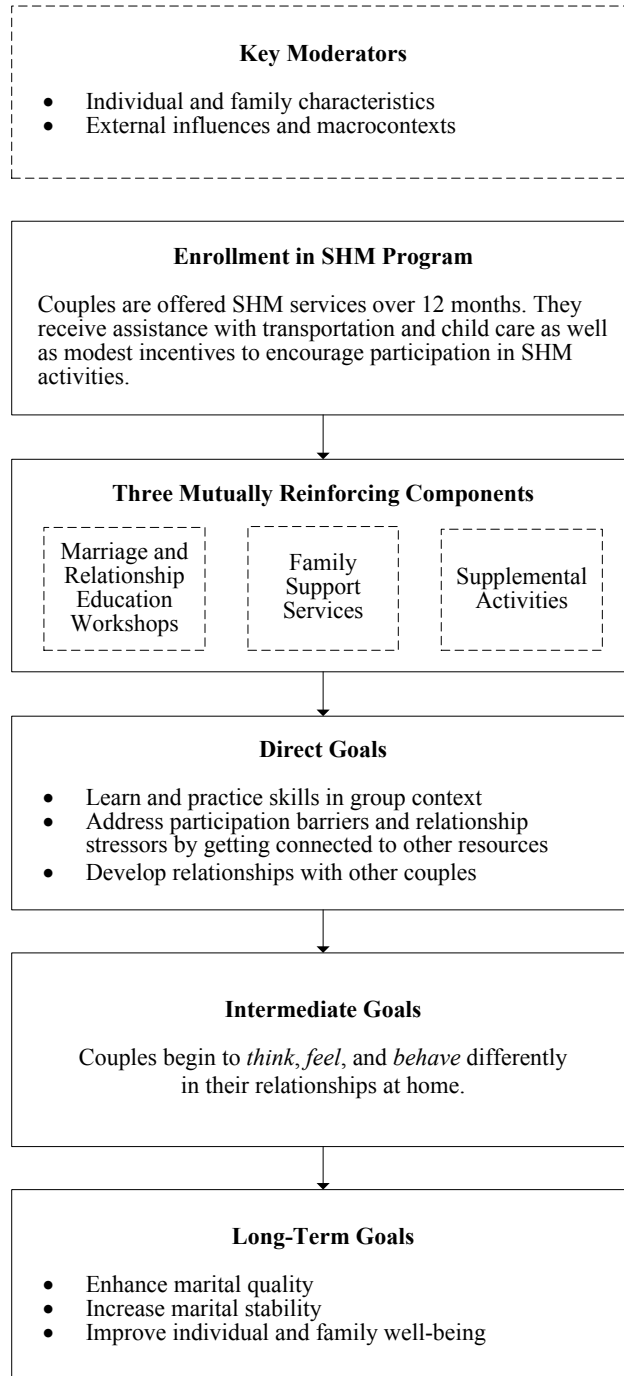 Key Moderators
• Individual and family characteristics
• External influences and macrocontexts
Enrollment in SHM Program
Couples are offered SHM services over 12 months. They
receive assistance with transportation and child care as well
as modest incentives to encourage participation in SHM
activities.
Three Mutually Reinforcing Components
Marriage and
Relationship
Education
Workshops
Family
Support
Services
Supplemental
Activities
Direct Goals
• Learn and practice skills in group context
• Address participation barriers and relationship
stressors by getting connected to other resources
• Develop relationships with other couples
Intermediate Goals
Couples begin to think, feel, and behave differently
in their relationships at home.
Long-Term Goals
• Enhance marital quality
• Increase marital stability
• Improve individual and family well-being